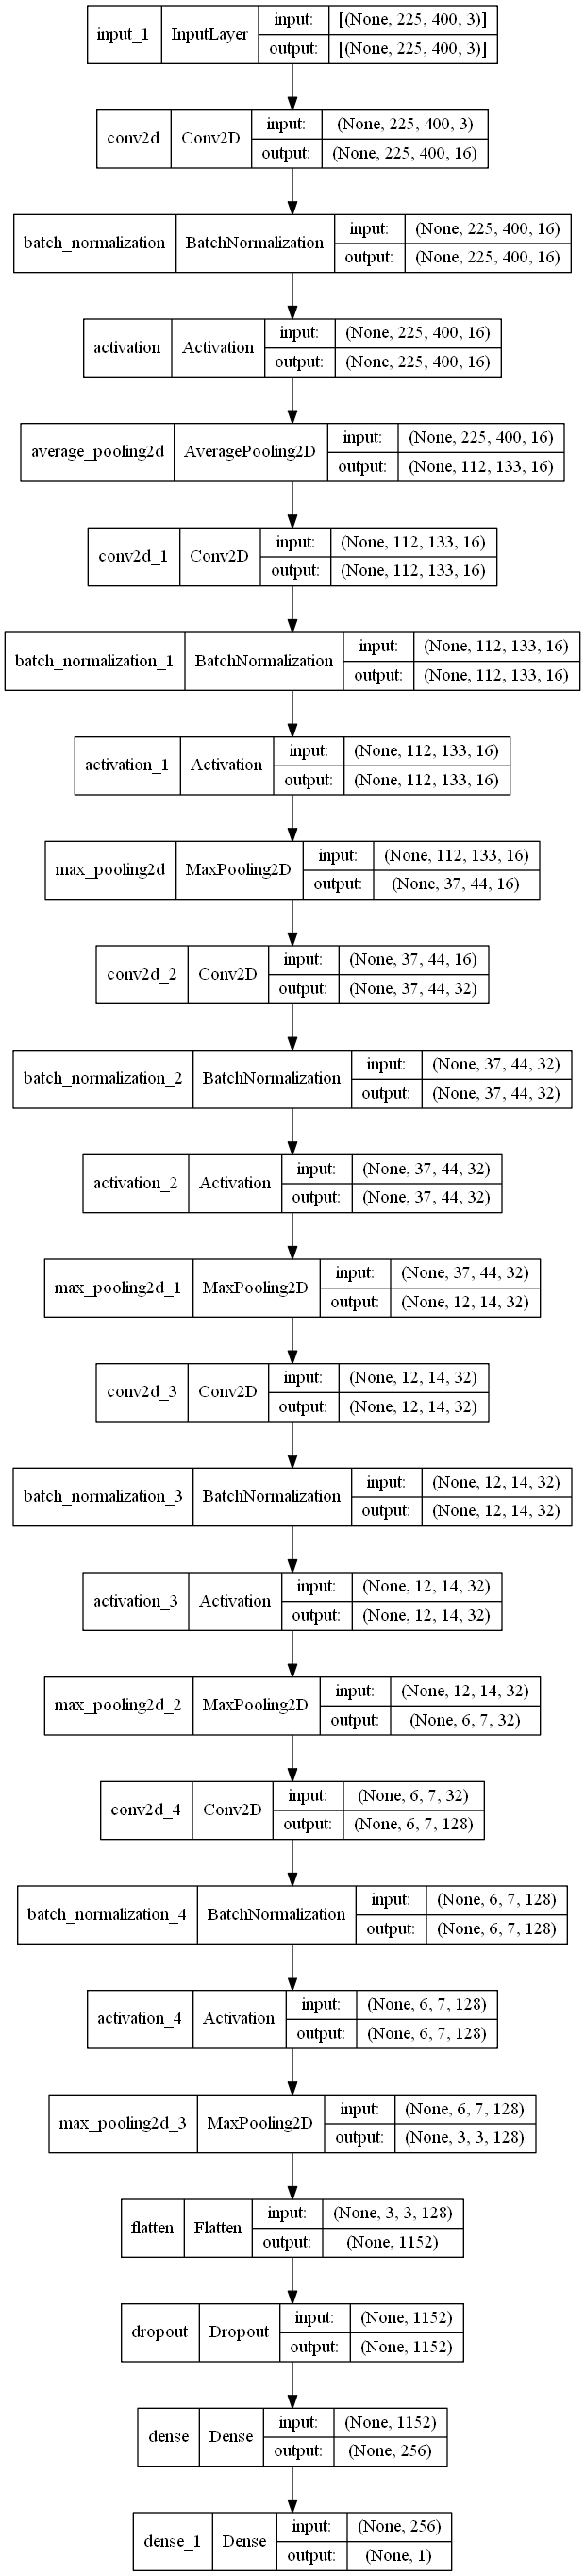 input_1 InputLayer input: [(None, 225, 400, 3)]
output: [(None, 225, 400, 3)]
conv2d Conv2D input: (None, 225, 400, 3)
output: (None, 225, 400, 16)
batch_normalization BatchNormalization input: (None, 225, 400, 16)
output: (None, 225, 400, 16)
activation Activation input: (None, 225, 400, 16)
output: (None, 225, 400, 16)
average_pooling2d AveragePooling2D input: (None, 225, 400, 16)
output: (None, 112, 133, 16)
conv2d_1 Conv2D input: (None, 112, 133, 16)
output: (None, 112, 133, 16)
batch_normalization_1 BatchNormalization input: (None, 112, 133, 16)
output: (None, 112, 133, 16)
activation_1 Activation input: (None, 112, 133, 16)
output: (None, 112, 133, 16)
max_pooling2d MaxPooling2D input: (None, 112, 133, 16)
output: (None, 37, 44, 16)
conv2d_2 Conv2D input: (None, 37, 44, 16)
output: (None, 37, 44, 32)
batch_normalization_2 BatchNormalization input: (None, 37, 44, 32)
output: (None, 37, 44, 32)
activation_2 Activation input: (None, 37, 44, 32)
output: (None, 37, 44, 32)
max_pooling2d_1 MaxPooling2D input: (None, 37, 44, 32)
output: (None, 12, 14, 32)
conv2d_3 Conv2D input: (None, 12, 14, 32)
output: (None, 12, 14, 32)
batch_normalization_3 BatchNormalization input: (None, 12, 14, 32)
output: (None, 12, 14, 32)
activation_3 Activation input: (None, 12, 14, 32)
output: (None, 12, 14, 32)
max_pooling2d_2 MaxPooling2D input: (None, 12, 14, 32)
output: (None, 6, 7, 32)
conv2d_4 Conv2D input: (None, 6, 7, 32)
output: (None, 6, 7, 128)
batch_normalization_4 BatchNormalization input: (None, 6, 7, 128)
output: (None, 6, 7, 128)
activation_4 Activation input: (None, 6, 7, 128)
output: (None, 6, 7, 128)
max_pooling2d_3 MaxPooling2D input: (None, 6, 7, 128)
output: (None, 3, 3, 128)
flatten Flatten input: (None, 3, 3, 128)
output: (None, 1152)
dropout Dropout input: (None, 1152)
output: (None, 1152)
dense Dense input: (None, 1152)
output: (None, 256)
dense_1 Dense input: (None, 256)
output: (None, 1)